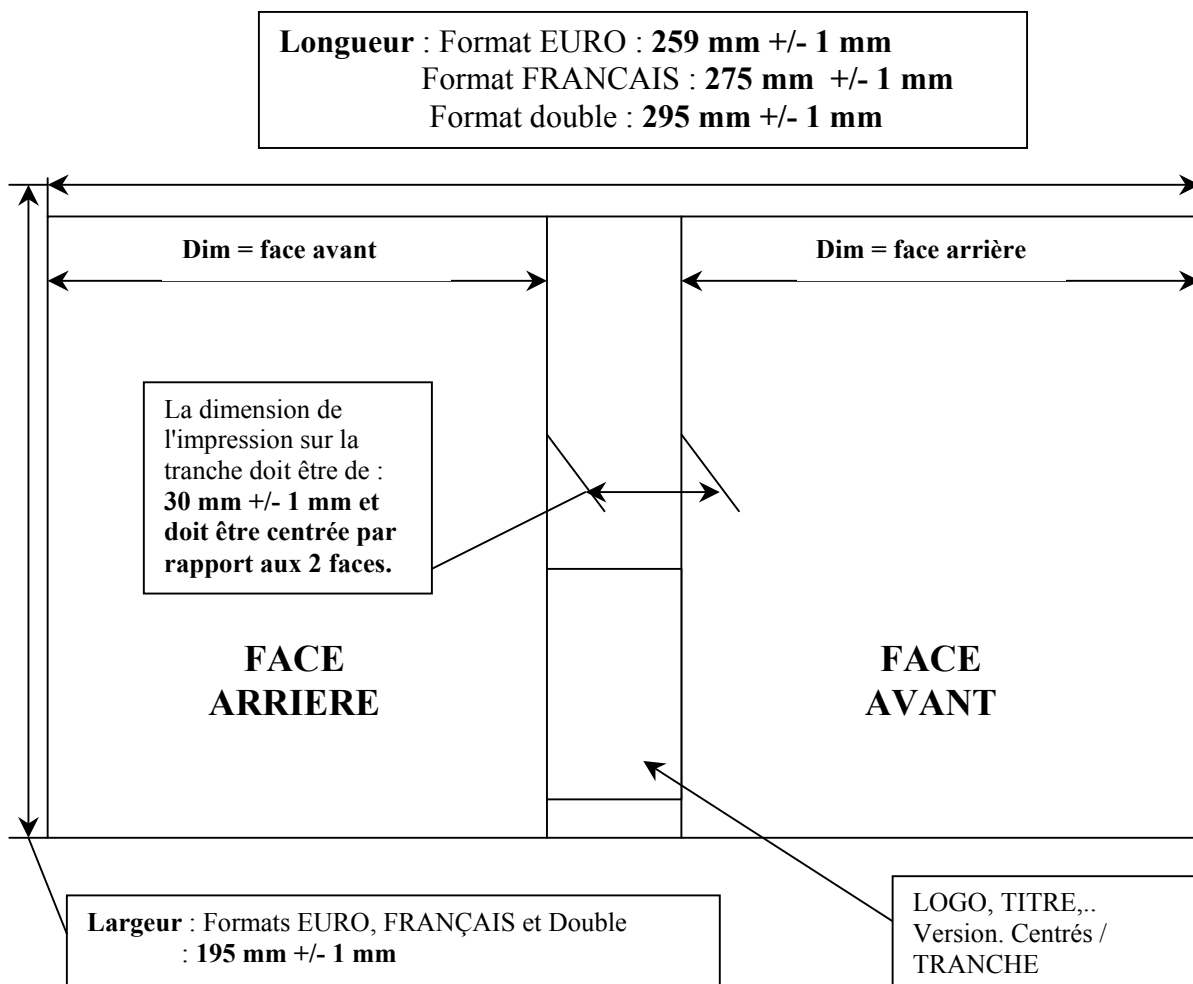 Longueur : Format EURO : 259 mm +/- 1 mm
Format FRANCAIS : 275 mm +/- 1 mm
Format double : 295 mm +/- 1 mm
Dim = face avant
Dim = face arrière
La dimension de
l'impression sur la
tranche doit être de :
30 mm +/- 1 mm et
doit être centrée par
rapport aux 2 faces.
FACE
ARRIERE
FACE
AVANT
Largeur : Formats EURO, FRANÇAIS et Double
: 195 mm +/- 1 mm
LOGO, TITRE,..
Version. Centrés /
TRANCHE